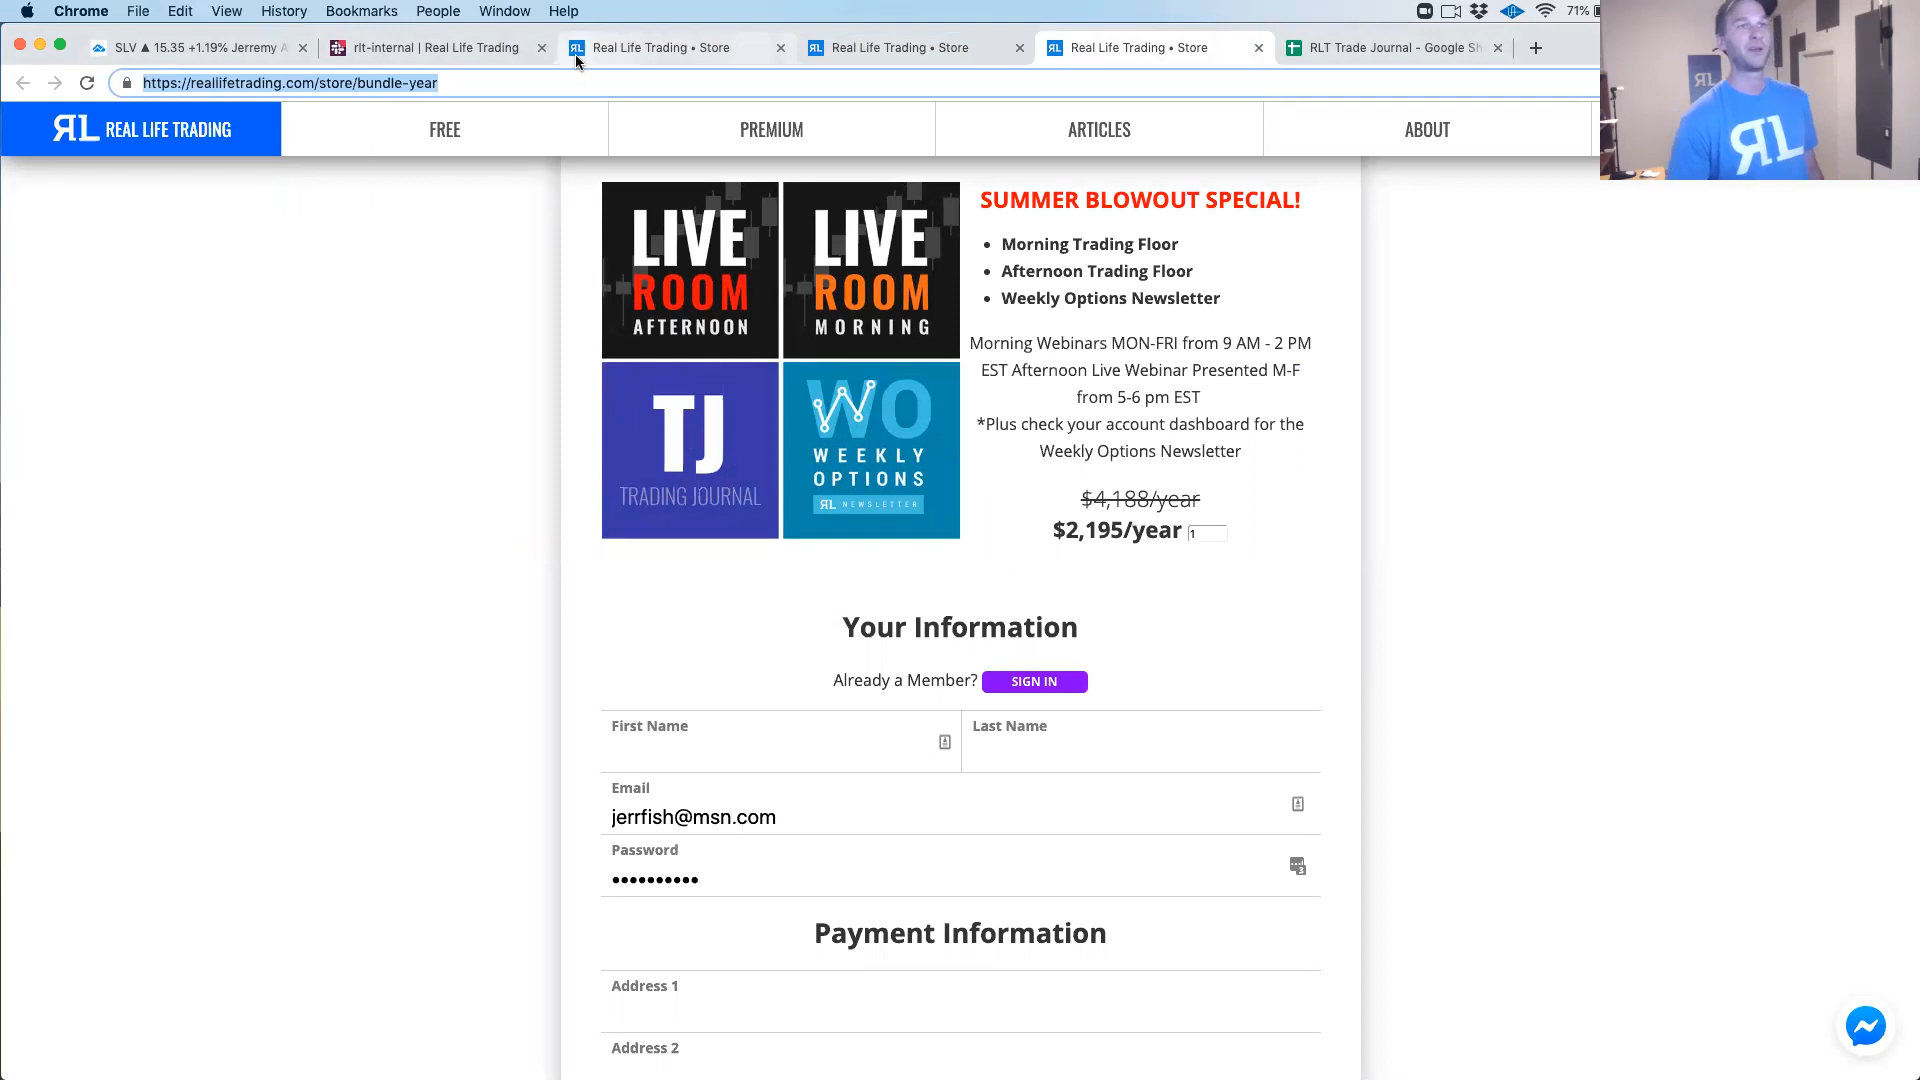 Chrome File Edit View History Bookmarks People Window Help 71%
SLV ▲ 15.35 +1.19% Jerremy A
rlt-internal | Real Life Trading
Real Life Trading • Store
Real Life Trading • Store
Real Life Trading • Store
RLT Trade Journal - Google Sh
https://reallifetrading.com/store/bundle-year
RL REAL LIFE TRADING FREE PREMIUM ARTICLES ABOUT
RL
LIVE
ROOM
AFTERNOON
LIVE
ROOM
MORNING
TJ
TRADING JOURNAL
WO
WEEKLY
OPTIONS
RL NEWSLETTER
SUMMER BLOWOUT SPECIAL!
• Morning Trading Floor
• Afternoon Trading Floor
• Weekly Options Newsletter
Morning Webinars MON-FRI from 9 AM - 2 PM
EST Afternoon Live Webinar Presented M-F
from 5-6 pm EST
*Plus check your account dashboard for the
Weekly Options Newsletter
$4,188/year
$2,195/year 1
Your Information
Already a Member? SIGN IN
First Name
Last Name
Email
jerrfish@msn.com
Password
••••••••••
Payment Information
Address 1
Address 2